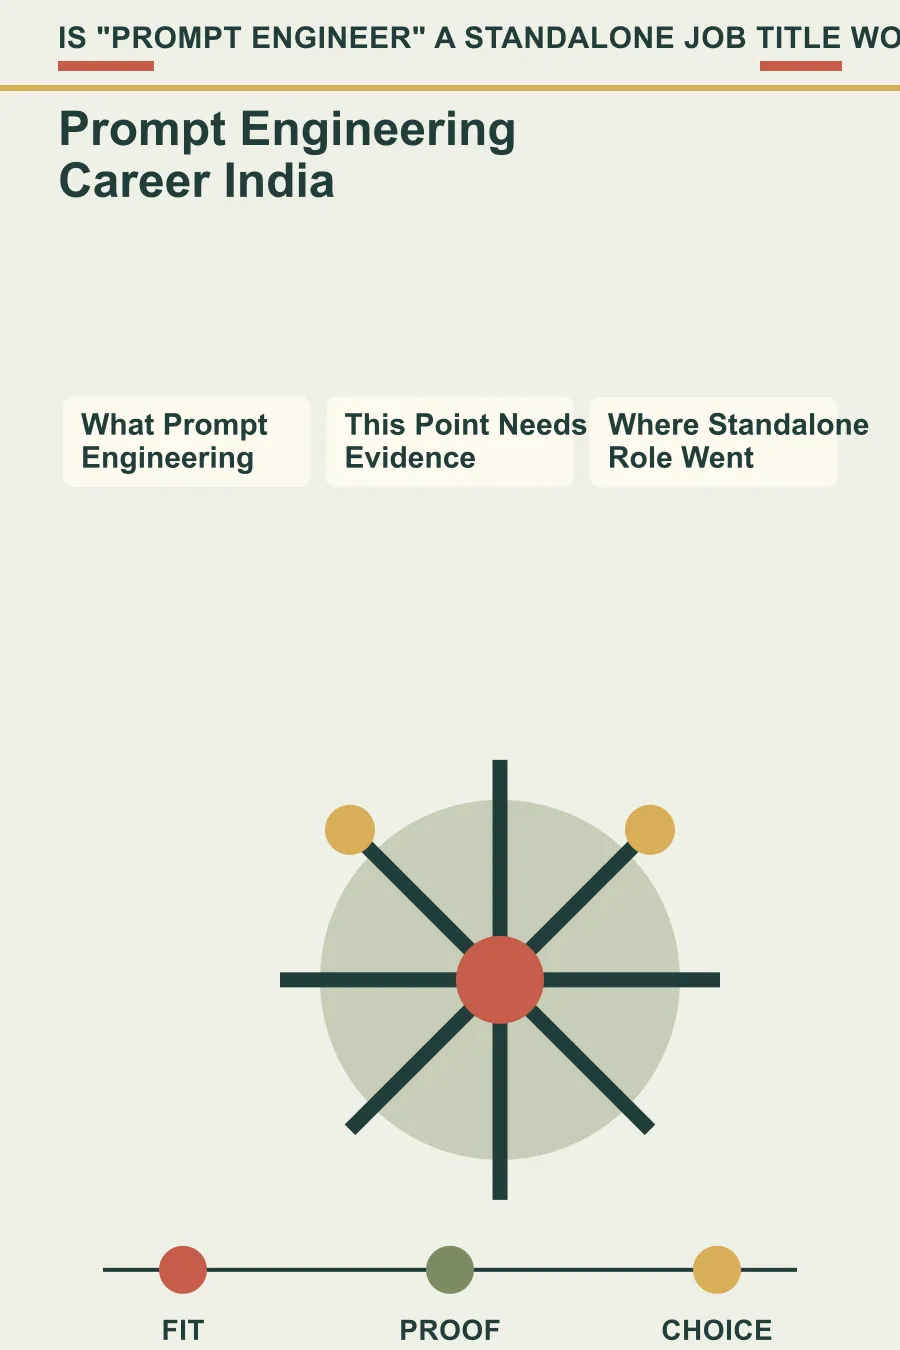 IS "PROMPT ENGINEER" A STANDALONE JOB TITLE WO
Prompt Engineering
Career India
What Prompt
Engineering
This Point Needs
Evidence
Where Standalone
Role Went
FIT
PROOF
CHOICE